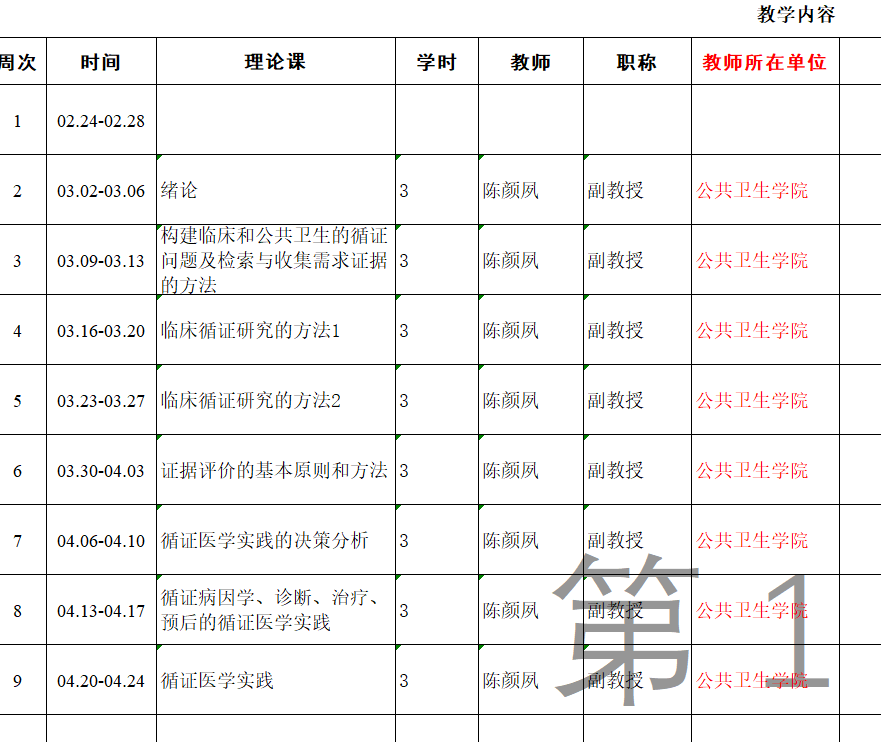 教学内容
周次 时间 理论课 学时 教师 职称 教师所在单位
1 02.24-02.28
2 03.02-03.06 绪论 3 陈颜夙 副教授 公共卫生学院
构建临床和公共卫生的循证
3 03.09-03.13 问题及检索与收集需求证据 3 陈颜夙 副教授 公共卫生学院
的方法
4 03.16-03.20 临床循证研究的方法1 3 陈颜夙 副教授 公共卫生学院
5 03.23-03.27 临床循证研究的方法2 3 陈颜夙 副教授 公共卫生学院
6 03.30-04.03 证据评价的基本原则和方法 3 陈颜夙 副教授 公共卫生学院
7 04.06-04.10 循证医学实践的决策分析 3 陈颜夙 副教授 公共卫生学院
循证病因学、诊断、治疗、
8 04.13-04.17 预后的循证医学实践 3 陈颜夙 副教授 公共卫生学院
9 04.20-04.24 循证医学实践 3 陈颜夙 副教授 公共卫生学院
第 1